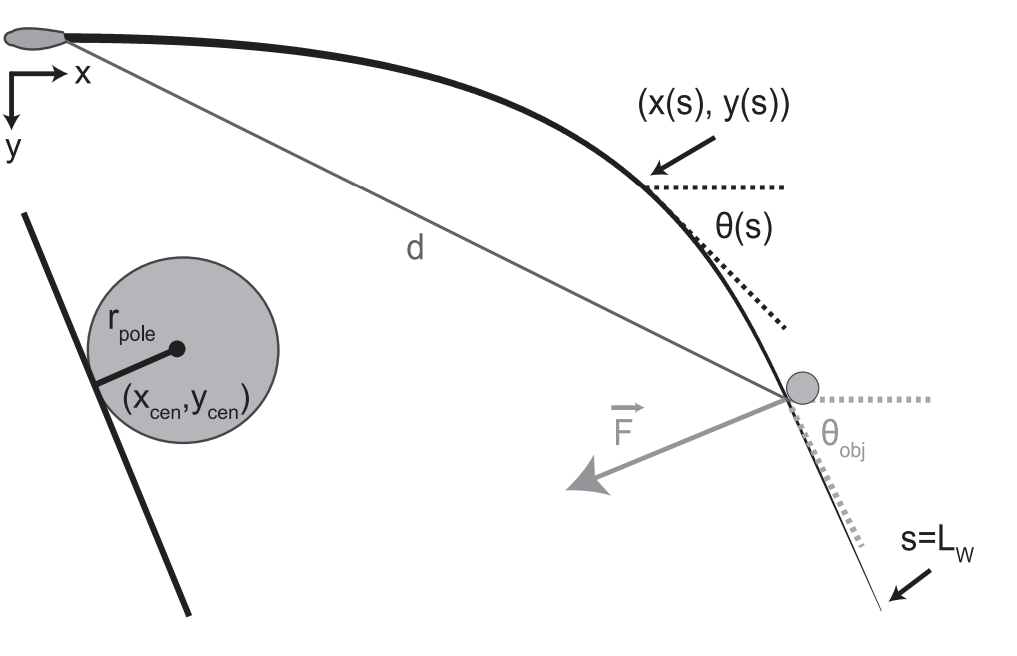 x
y
(x(s), y(s))
θ(s)
d
r_pole
(x_cen,y_cen)
F
θ_obj
s=L_W